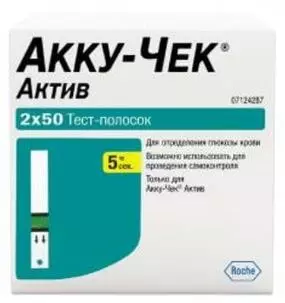 АККУ-ЧЕК®
АКТИВ
07124287
2x50 Тест-полосок
Для определения глюкозы крови
5 сек.
Возможно использовать для
проведения самоконтроля
Только для
Акку-Чек® Актив
Roche